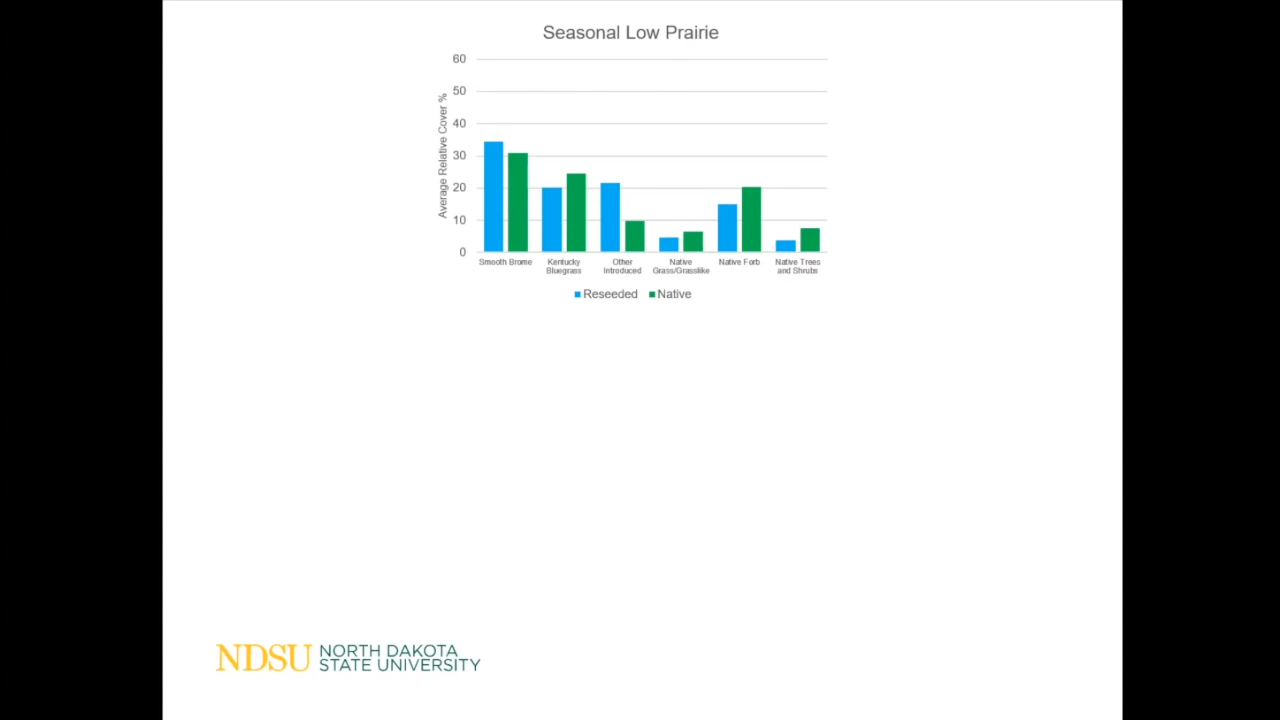 Seasonal Low Prairie
60
50
40
30
20
10
0
Average Relative Cover %
Smooth Brome
Kentucky
Bluegrass
Other
Introduced
Native
Grass/Grasslike
Native Forb
Native Trees
and Shrubs
Reseeded Native
NDSU NORTH DAKOTA
STATE UNIVERSITY